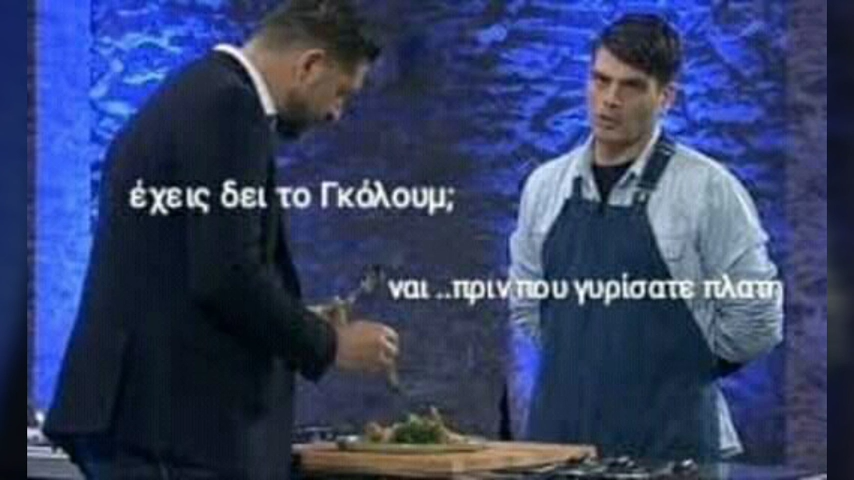 έχεις δει το Γκόλουμ;
ναι ..πριν που γυρίσατε πλατη